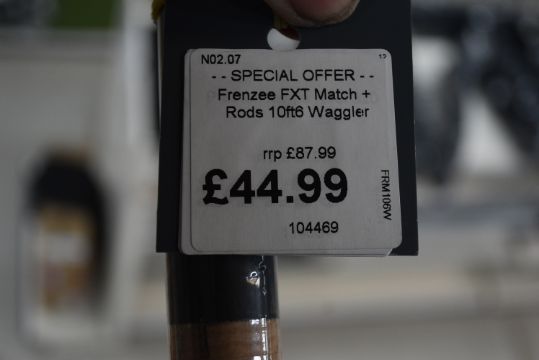 N02.07
- - SPECIAL OFFER - -
Frenzee FXT Match +
Rods 10ft6 Waggler
rrp £87.99
£44.99
FRM106W
104469